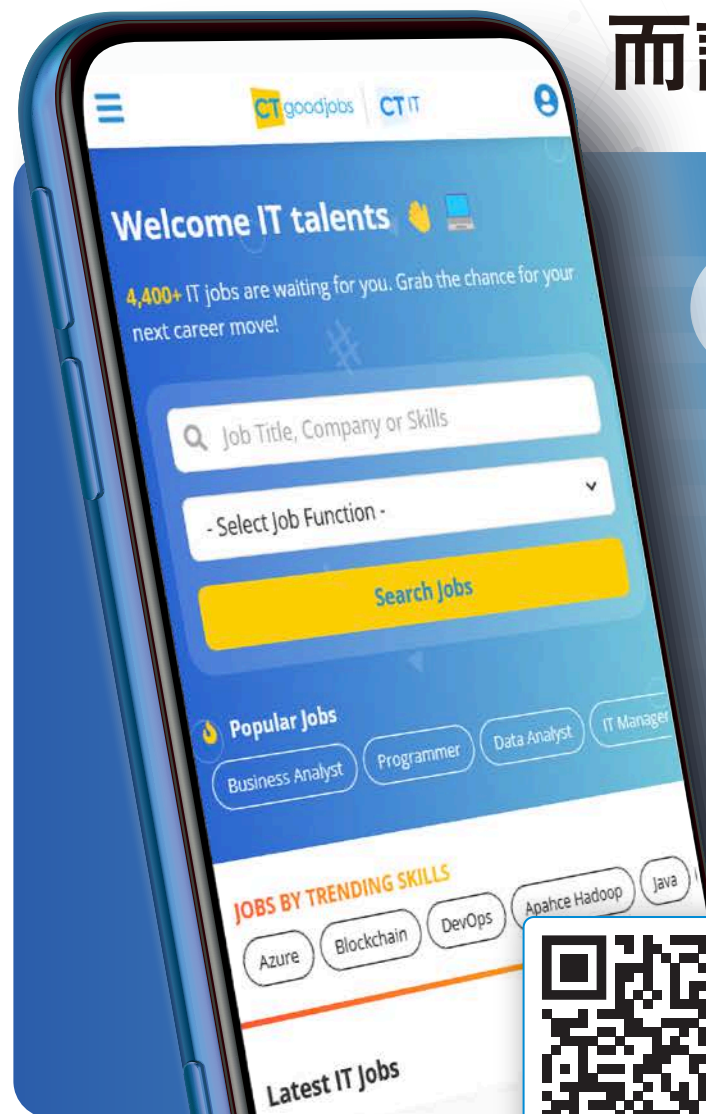 而
CTgoodjobs CT IT
Welcome IT talents
4,400+ IT jobs are waiting for you. Grab the chance for your
next career move!
Job Title, Company or Skills
- Select Job Function -
Search Jobs
Popular Jobs
Business Analyst Programmer Data Analyst IT Manager
JOBS BY TRENDING SKILLS
Azure Blockchain DevOps Apahce Hadoop Java
Latest IT Jobs